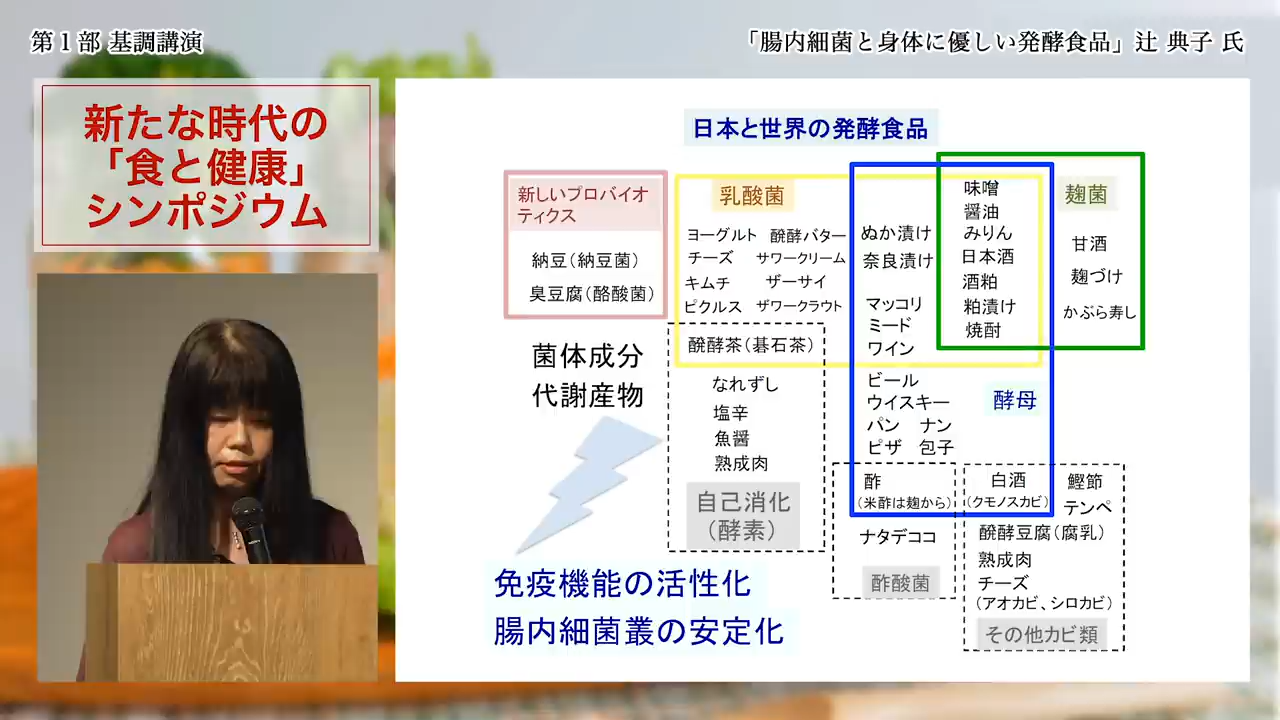 第１部 基調講演
「腸内細菌と身体に優しい発酵食品」辻 典子 氏
新たな時代の
「食と健康」
シンポジウム
日本と世界の発酵食品
新しいプロバイオ
ティクス
納豆（納豆菌）
臭豆腐（酪酸菌）
乳酸菌
ヨーグルト 醗酵バター
チーズ サワークリーム
キムチ ザーサイ
ピクルス ザワークラウト
醗酵茶（碁石茶）
ぬか漬け
奈良漬け
マッコリ
ミード
ワイン
味噌
醤油
みりん
日本酒
酒粕
粕漬け
焼酎
麹菌
甘酒
麹づけ
かぶら寿し
菌体成分
代謝産物
なれずし
塩辛
魚醤
熟成肉
自己消化
（酵素）
ビール
ウイスキー
パン ナン
ピザ 包子
酵母
酢
（米酢は麹から）
ナタデココ
酢酸菌
白酒
（クモノスカビ）
鰹節
テンペ
醗酵豆腐（腐乳）
熟成肉
チーズ
（アオカビ、シロカビ）
その他カビ類
免疫機能の活性化
腸内細菌叢の安定化